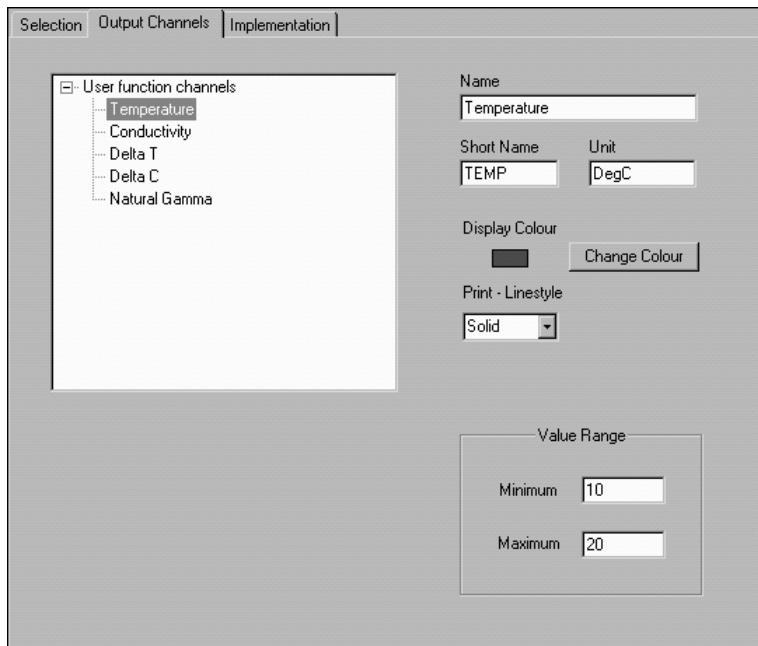 Selection Output Channels Implementation
User function channels
Temperature
Conductivity
Delta T
Delta C
Natural Gamma
Name
Temperature
Short Name Unit
TEMP DegC
Display Colour
Change Colour
Print - Linestyle
Solid
Value Range
Minimum 10
Maximum 20